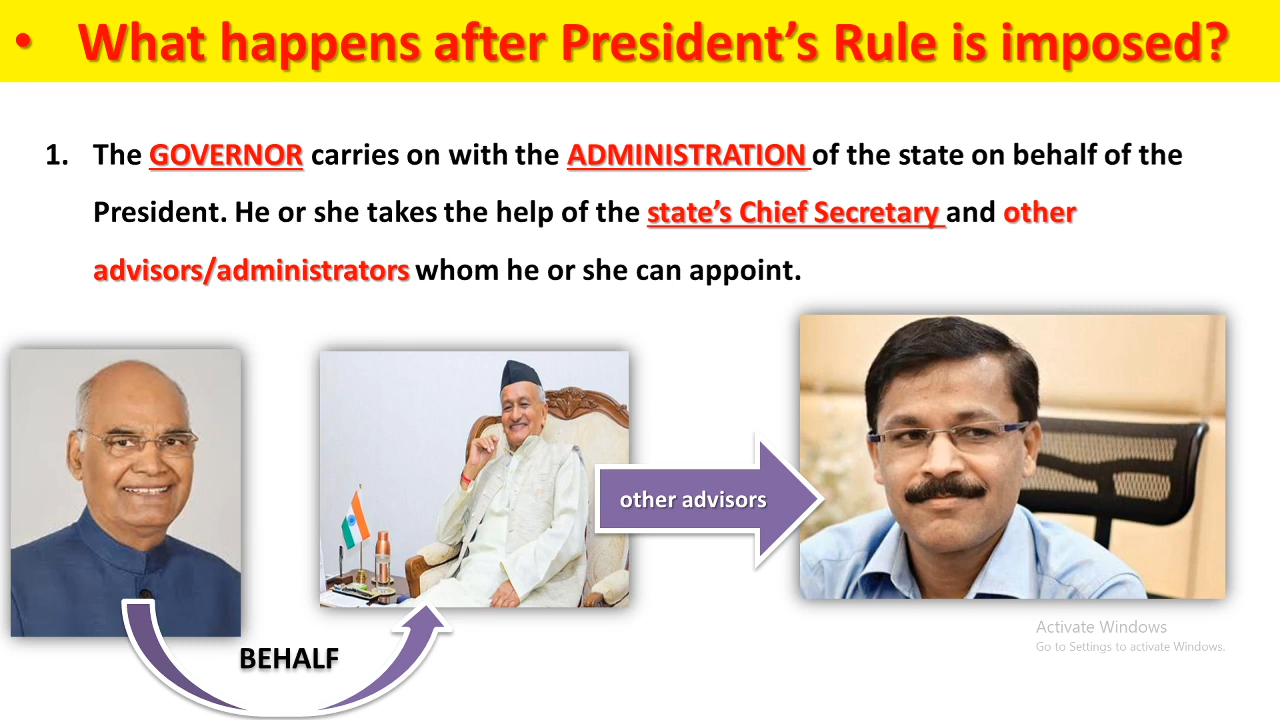 • What happens after President’s Rule is imposed?
1. The GOVERNOR carries on with the ADMINISTRATION of the state on behalf of the
President. He or she takes the help of the state’s Chief Secretary and other
advisors/administrators whom he or she can appoint.
other advisors
BEHALF
Activate Windows
Go to Settings to activate Windows.